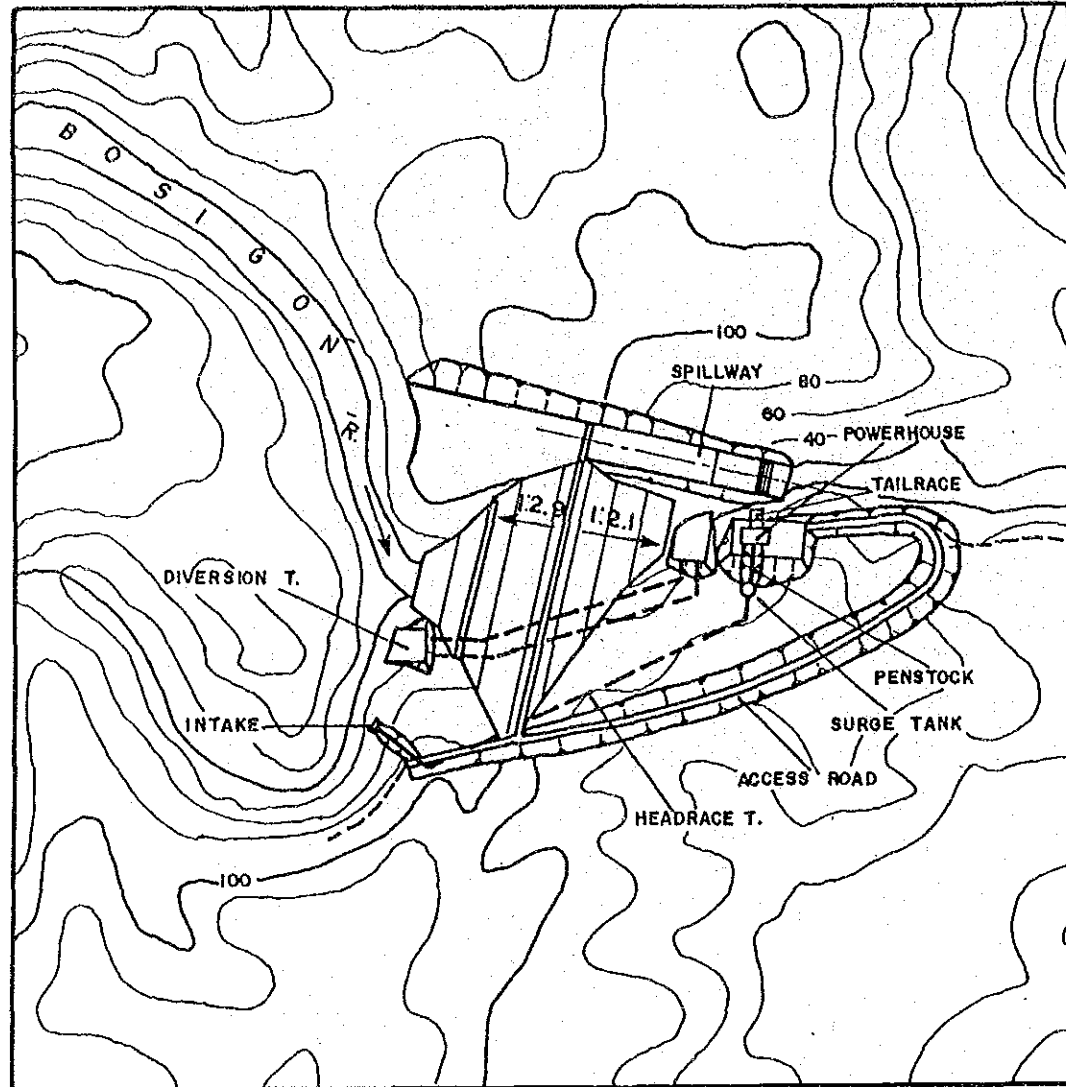 BOSIGON R.
100
SPILLWAY
80
60
40
POWERHOUSE
TAILRACE
1:2.9
1:2.1
DIVERSION T.
PENSTOCK
INTAKE
SURGE TANK
ACCESS ROAD
HEADRACE T.
100